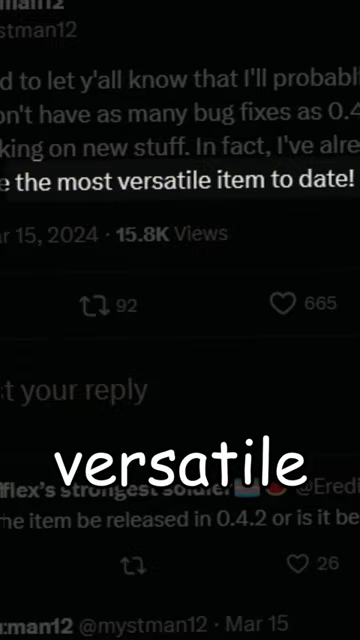 stman12
d to let y'all know that I'll probabl
on't have as many bug fixes as 0.4
king on new stuff. In fact, I've alre
e the most versatile item to date!
ar 15, 2024 · 15.8K Views
92
665
t your reply
versatile
flex's strongest soldier @Eredi
he item be released in 0.4.2 or is it be
26
man12 @mystman12 · Mar 15